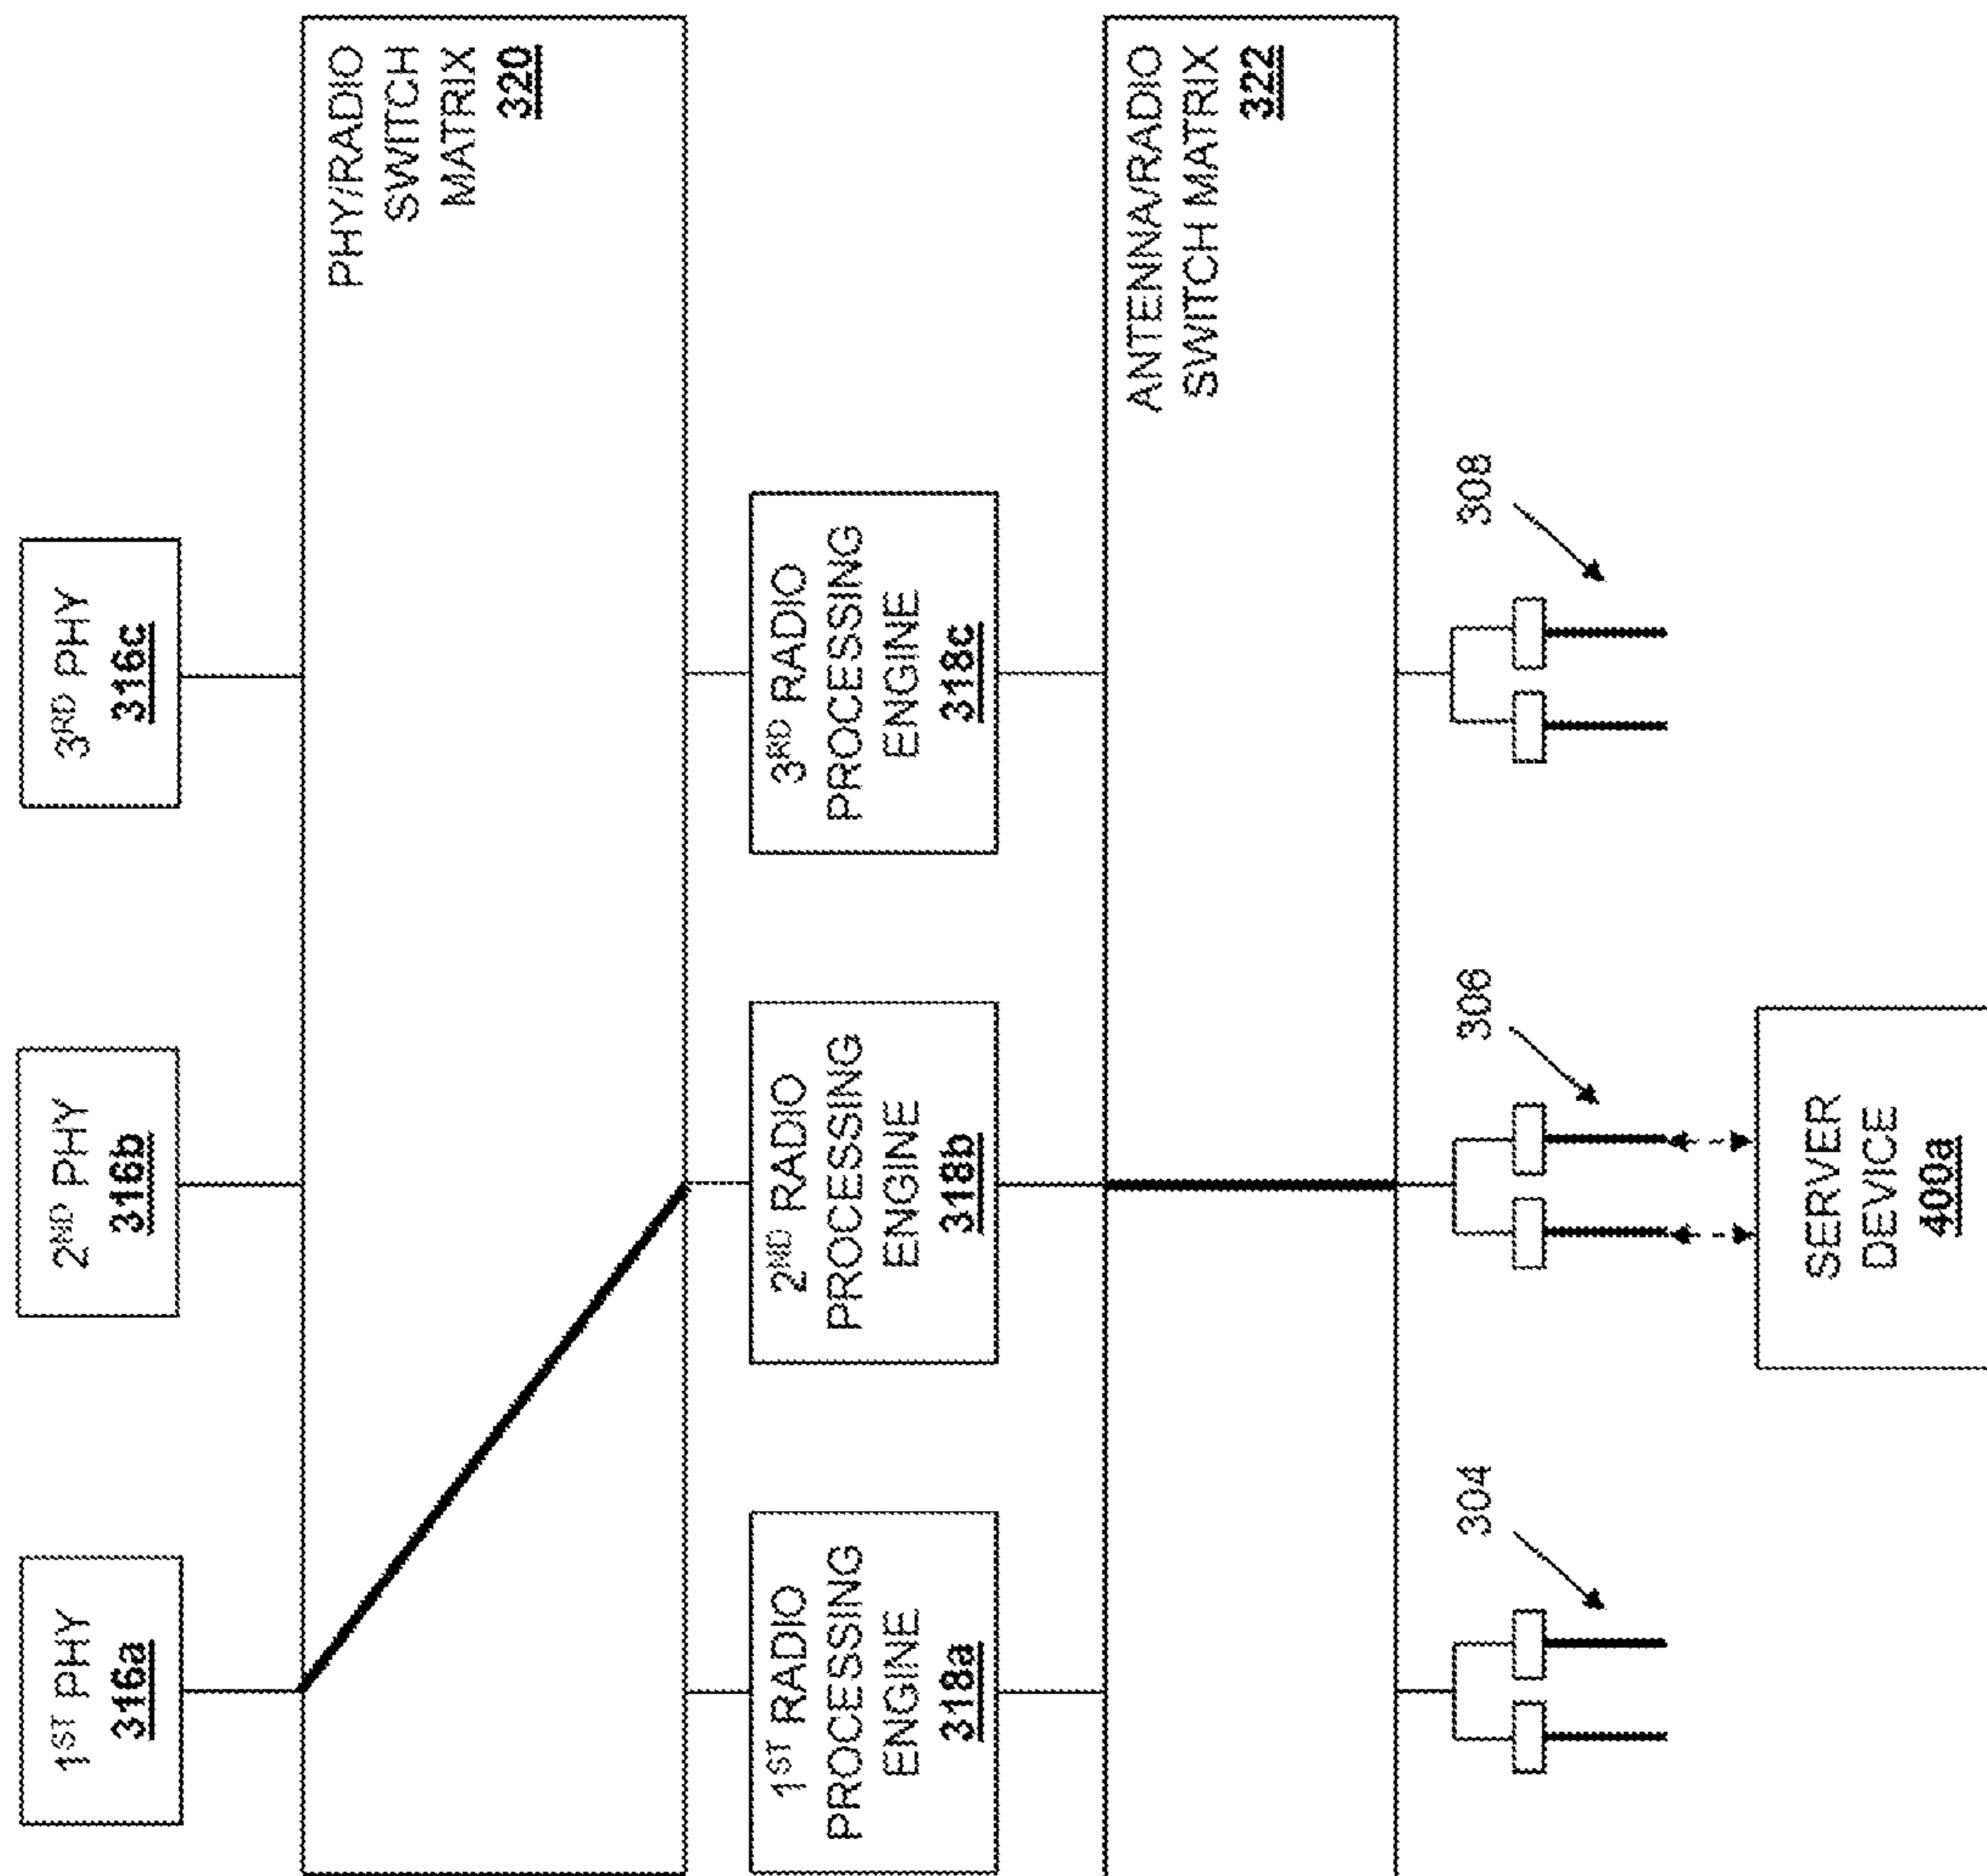 1ST PHY
316a
2ND PHY
316b
3RD PHY
316c
PHY/RADIO
SWITCH
MATRIX
320
1ST RADIO
PROCESSING
ENGINE
318a
2ND RADIO
PROCESSING
ENGINE
318b
3RD RADIO
PROCESSING
ENGINE
318c
ANTENNA/RADIO
SWITCH MATRIX
322
304
306
308
SERVER
DEVICE
400a